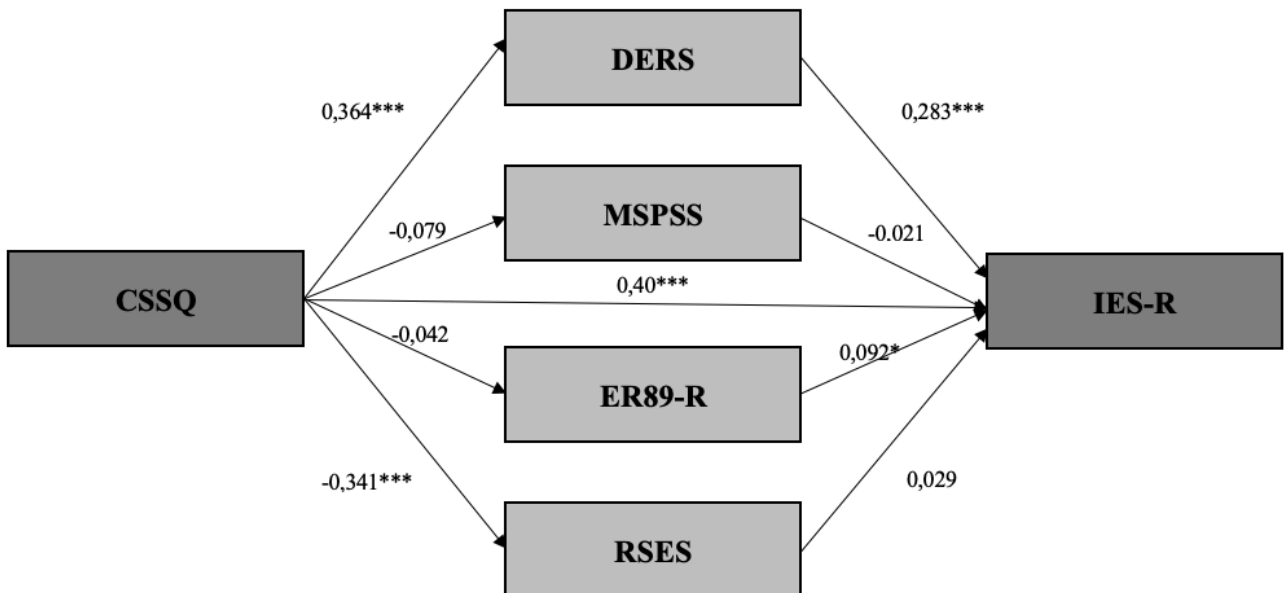 DERS
0,364***
0,283***
MSPSS
-0,079
-0.021
CSSQ
0,40***
IES-R
-0,042
0,092*
ER89-R
-0,341***
0,029
RSES